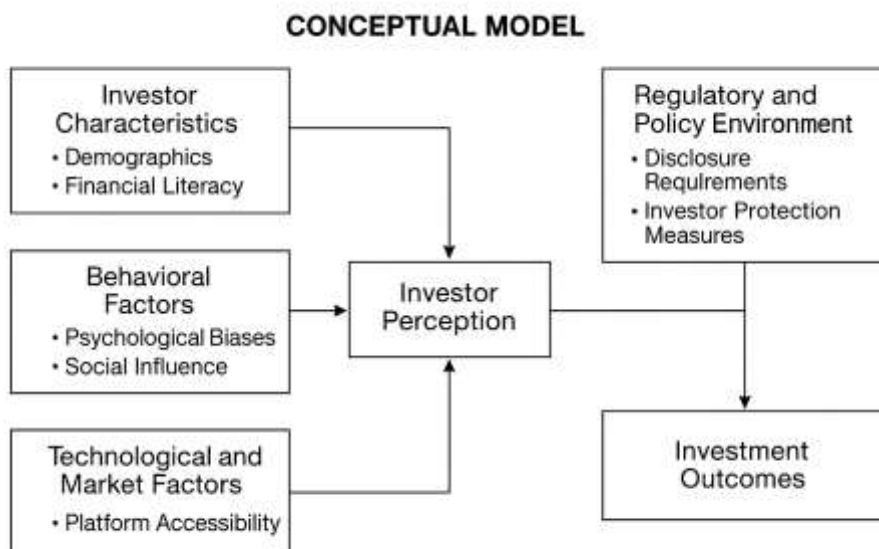 CONCEPTUAL MODEL
Investor
Characteristics
• Demographics
• Financial Literacy
Behavioral
Factors
• Psychological Biases
• Social Influence
Technological and
Market Factors
• Platform Accessibility
Investor
Perception
Regulatory and
Policy Environment
• Disclosure
Requirements
• Investor Protection
Measures
Investment
Outcomes